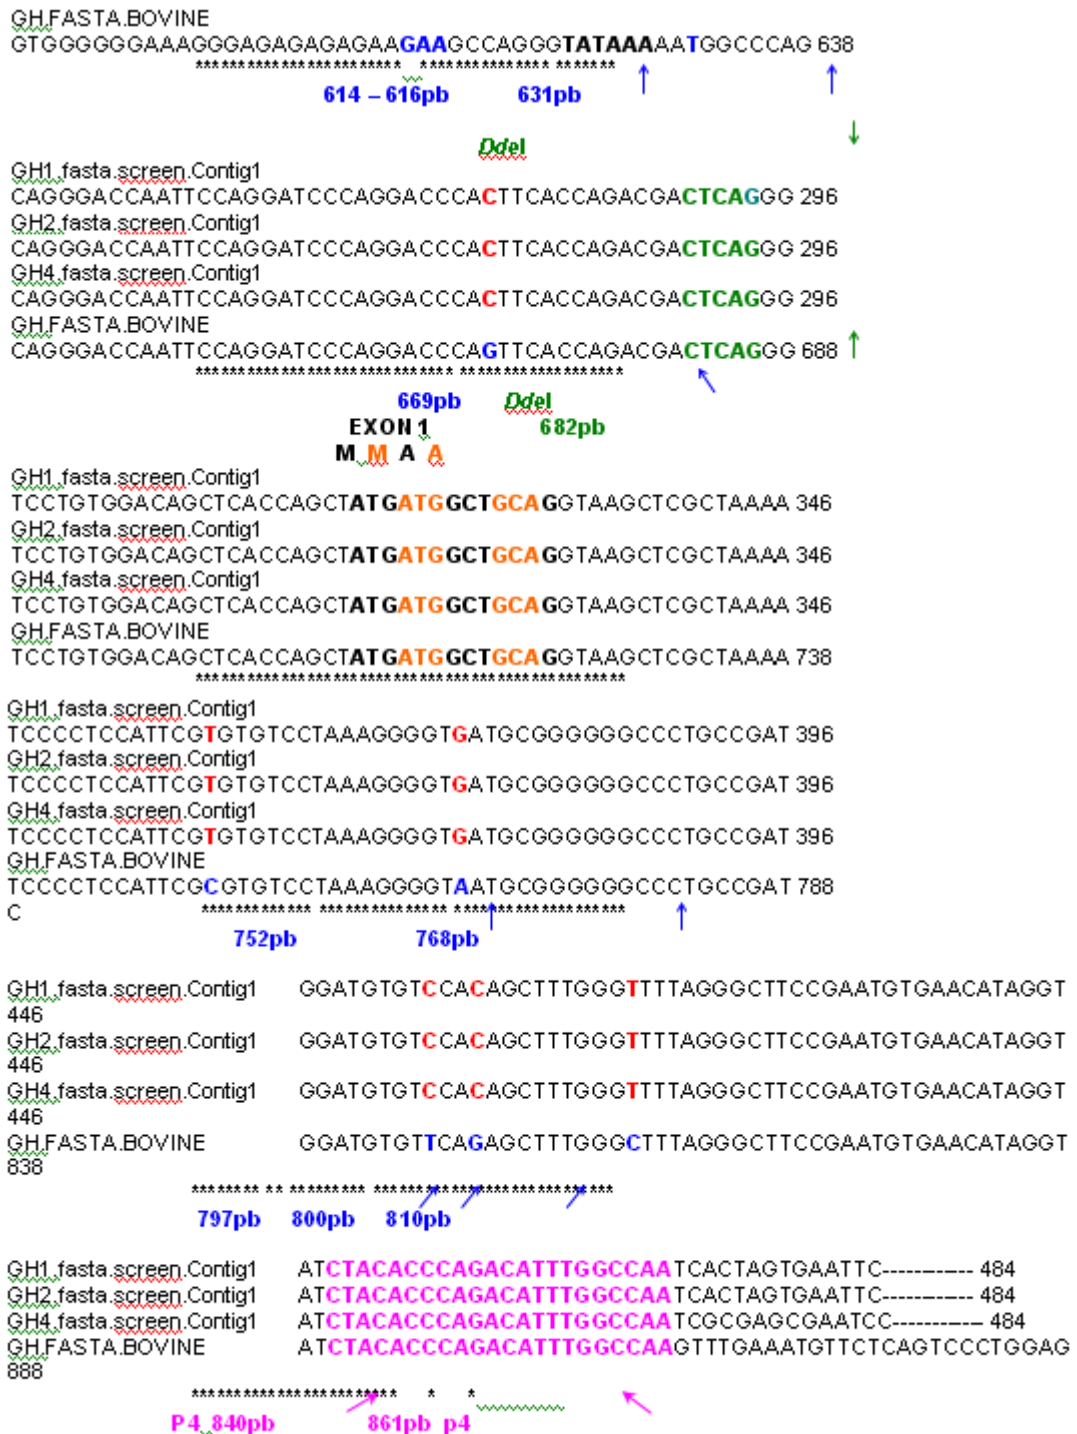 GH.FASTA.BOVINE
GTGGGGGGAAAGGGAGAGAGAGAAGAAGCCAGGGTATAAAAATGGCCCAG 638
************************ **************** *******
614 – 616pb 631pb
DdeI
GH1.fasta.screen.Contig1
CAGGGACCAATTCCAGGATCCCAGGACCCACTTCACCAGACGACTCAGGG 296
GH2.fasta.screen.Contig1
CAGGGACCAATTCCAGGATCCCAGGACCCACTTCACCAGACGACTCAGGG 296
GH4.fasta.screen.Contig1
CAGGGACCAATTCCAGGATCCCAGGACCCACTTCACCAGACGACTCAGGG 296
GH.FASTA.BOVINE
CAGGGACCAATTCCAGGATCCCAGGACCCAGTTCACCAGACGACTCAGGG 688
****************************** *******************
669pb DdeI
EXON 1 682pb
M M A A
GH1.fasta.screen.Contig1
TCCTGTGGACAGCTCACCAGCTATGATGGCTGCAGGTAAGCTCGCTAAAA 346
GH2.fasta.screen.Contig1
TCCTGTGGACAGCTCACCAGCTATGATGGCTGCAGGTAAGCTCGCTAAAA 346
GH4.fasta.screen.Contig1
TCCTGTGGACAGCTCACCAGCTATGATGGCTGCAGGTAAGCTCGCTAAAA 346
GH.FASTA.BOVINE
TCCTGTGGACAGCTCACCAGCTATGATGGCTGCAGGTAAGCTCGCTAAAA 738
**************************************************
GH1.fasta.screen.Contig1
TCCCCTCCATTCGTGTGTCCTAAAGGGGTGATGCGGGGGGCCCTGCCGAT 396
GH2.fasta.screen.Contig1
TCCCCTCCATTCGTGTGTCCTAAAGGGGTGATGCGGGGGGCCCTGCCGAT 396
GH4.fasta.screen.Contig1
TCCCCTCCATTCGTGTGTCCTAAAGGGGTGATGCGGGGGGCCCTGCCGAT 396
GH.FASTA.BOVINE
TCCCCTCCATTCGCGTGTCCTAAAGGGGTAATGCGGGGGGCCCTGCCGAT 788
C
************* *************** ********************
752pb 768pb
GH1.fasta.screen.Contig1 GGATGTGTCCACAGCTTTGGGTTTTAGGGCTTCCGAATGTGAACATAGGT
446
GH2.fasta.screen.Contig1 GGATGTGTCCACAGCTTTGGGTTTTAGGGCTTCCGAATGTGAACATAGGT
446
GH4.fasta.screen.Contig1 GGATGTGTCCACAGCTTTGGGTTTTAGGGCTTCCGAATGTGAACATAGGT
446
GH.FASTA.BOVINE GGATGTGTTCAGAGCTTTGGGCTTTAGGGCTTCCGAATGTGAACATAGGT
838
******** ** ********* ****************************
797pb 800pb 810pb
GH1.fasta.screen.Contig1 ATCTACACCCAGACATTTGGCCAATCACTAGTGAATTC------------ 484
GH2.fasta.screen.Contig1 ATCTACACCCAGACATTTGGCCAATCACTAGTGAATTC------------ 484
GH4.fasta.screen.Contig1 ATCTACACCCAGACATTTGGCCAATCGCGAGCGAATCC------------ 484
GH.FASTA.BOVINE ATCTACACCCAGACATTTGGCCAAGTTTGAAATGTTCTCAGTCCCTGGAG
888
************************ * *
P4 840pb 861pb p4